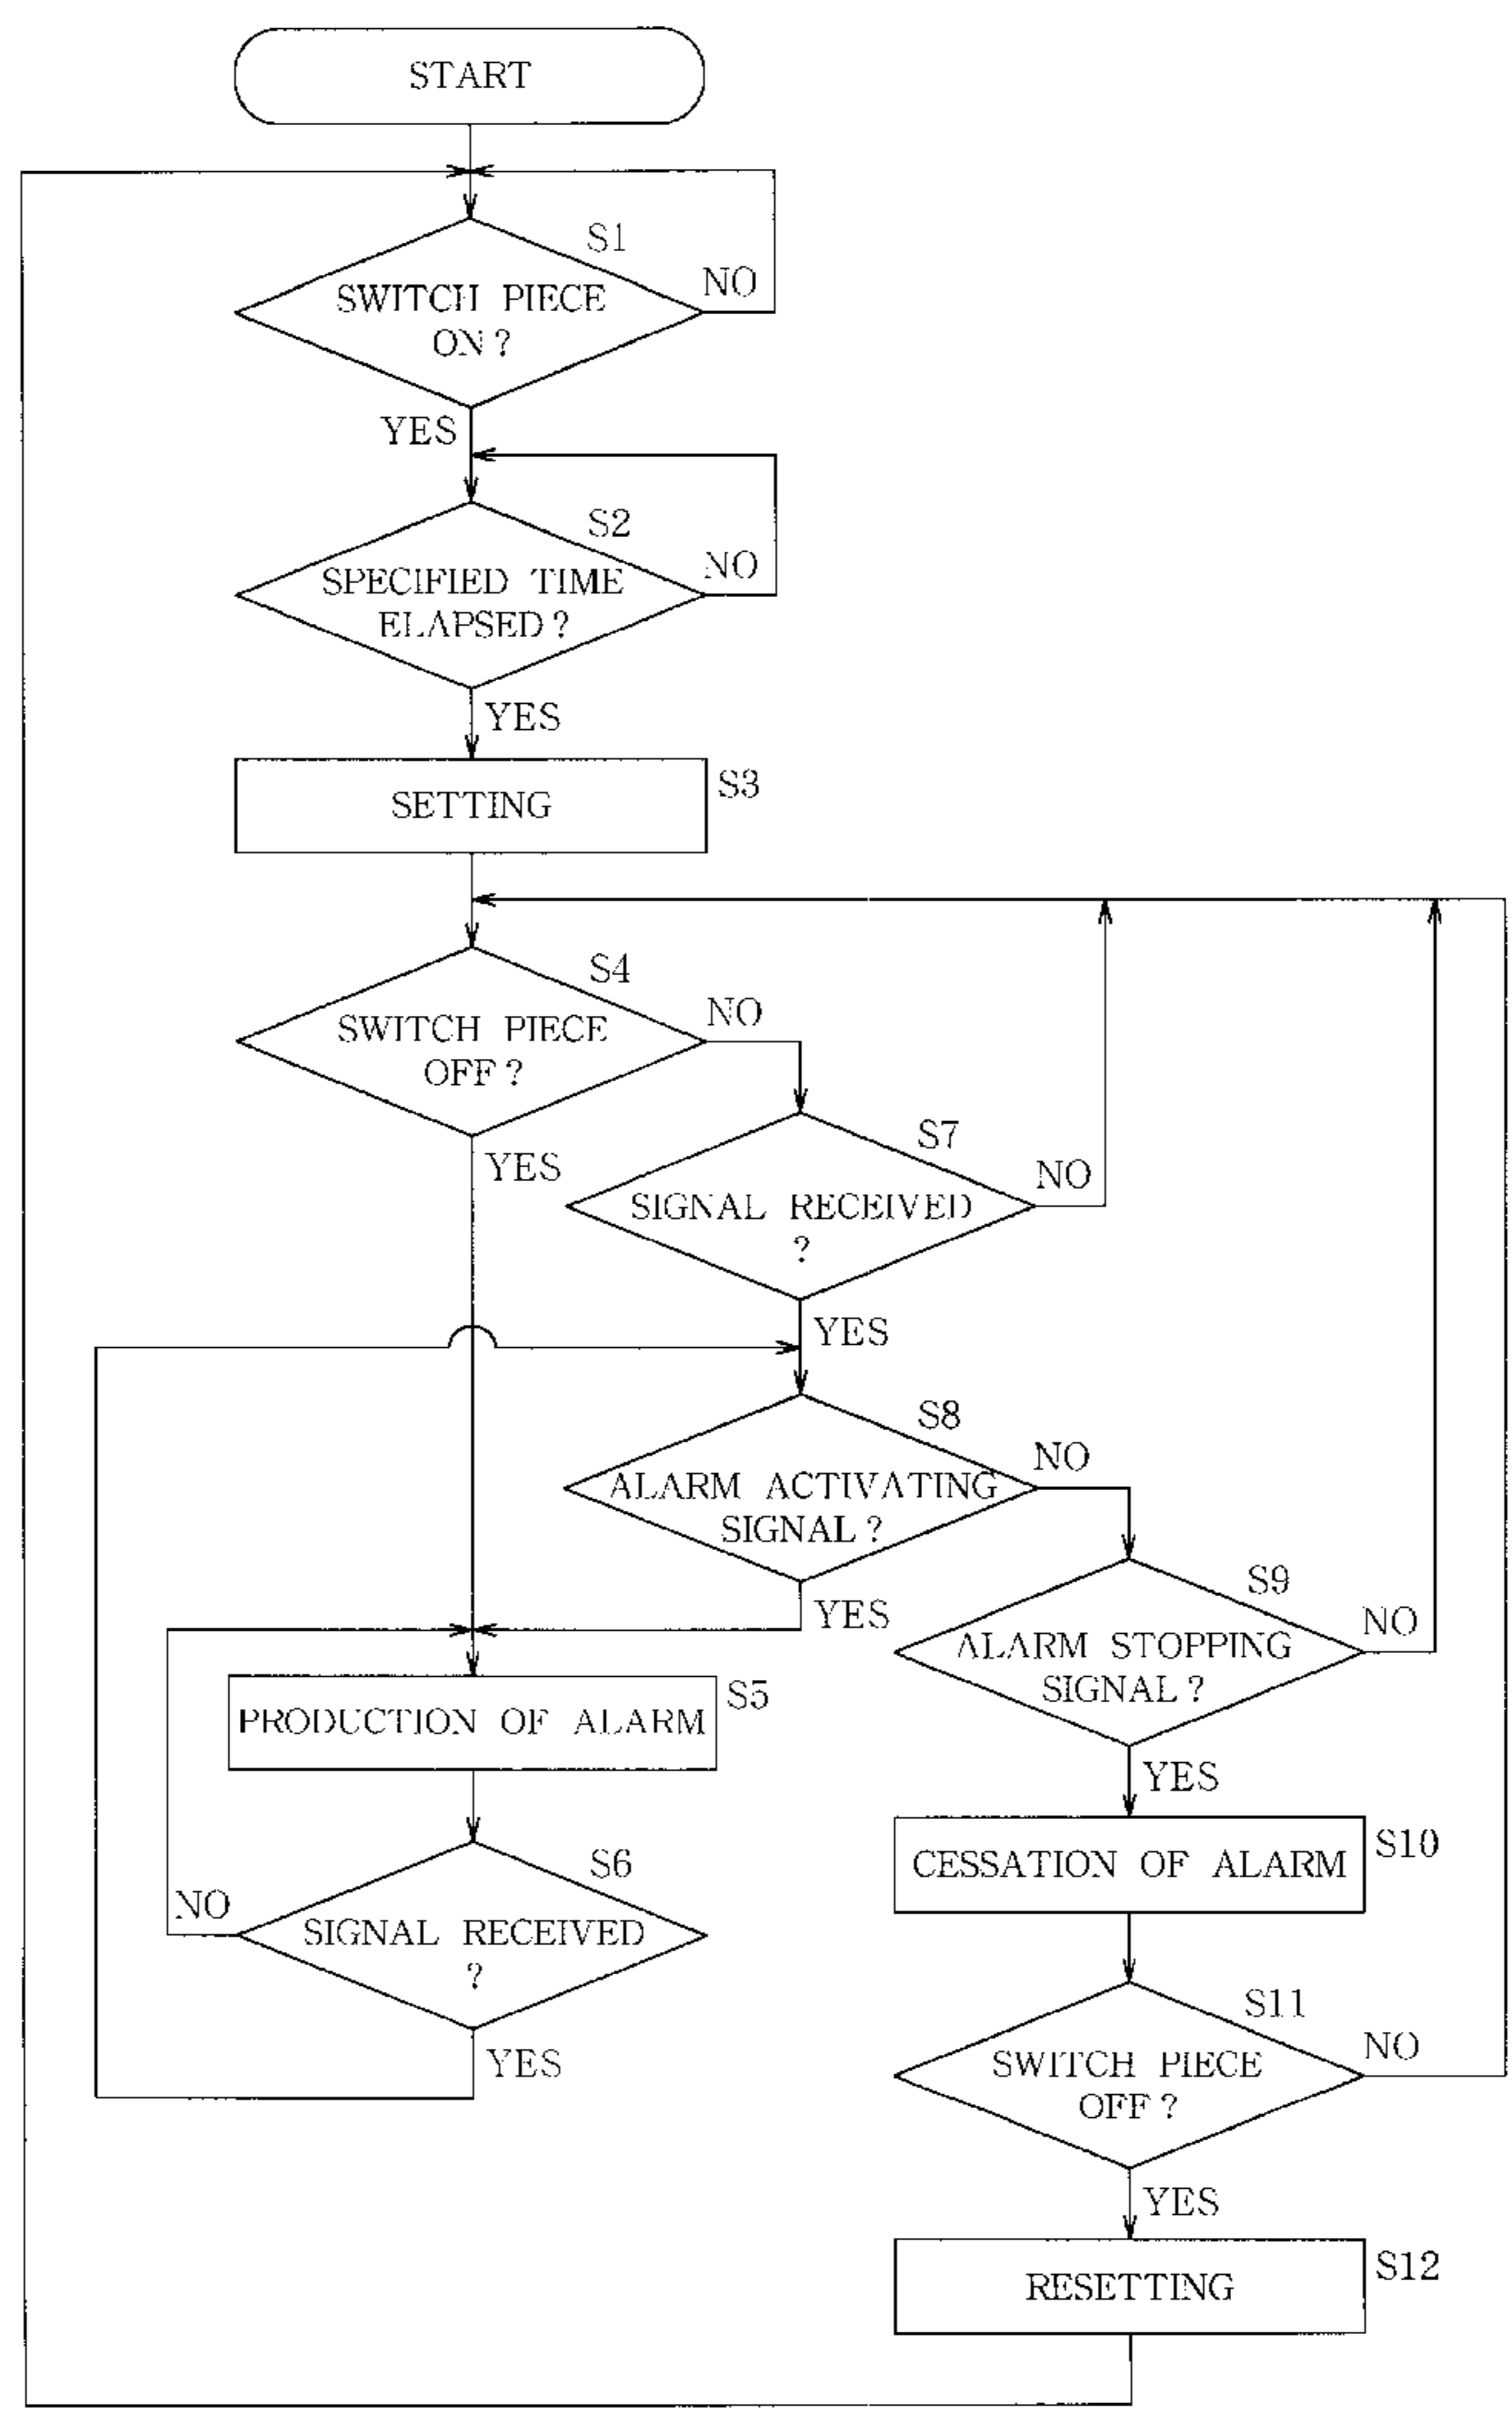 START
S1
SWITCH PIECE
ON?
NO
YES
S2
SPECIFIED TIME
ELAPSED?
NO
YES
SETTING
S3
S4
SWITCH PIECE
OFF?
NO
YES
S7
SIGNAL RECEIVED
?
NO
YES
S8
ALARM ACTIVATING
SIGNAL?
NO
YES
S9
ALARM STOPPING
SIGNAL?
NO
YES
PRODUCTION OF ALARM
S5
S6
SIGNAL RECEIVED
?
NO
YES
CESSATION OF ALARM
S10
S11
SWITCH PIECE
OFF?
NO
YES
RESETTING
S12